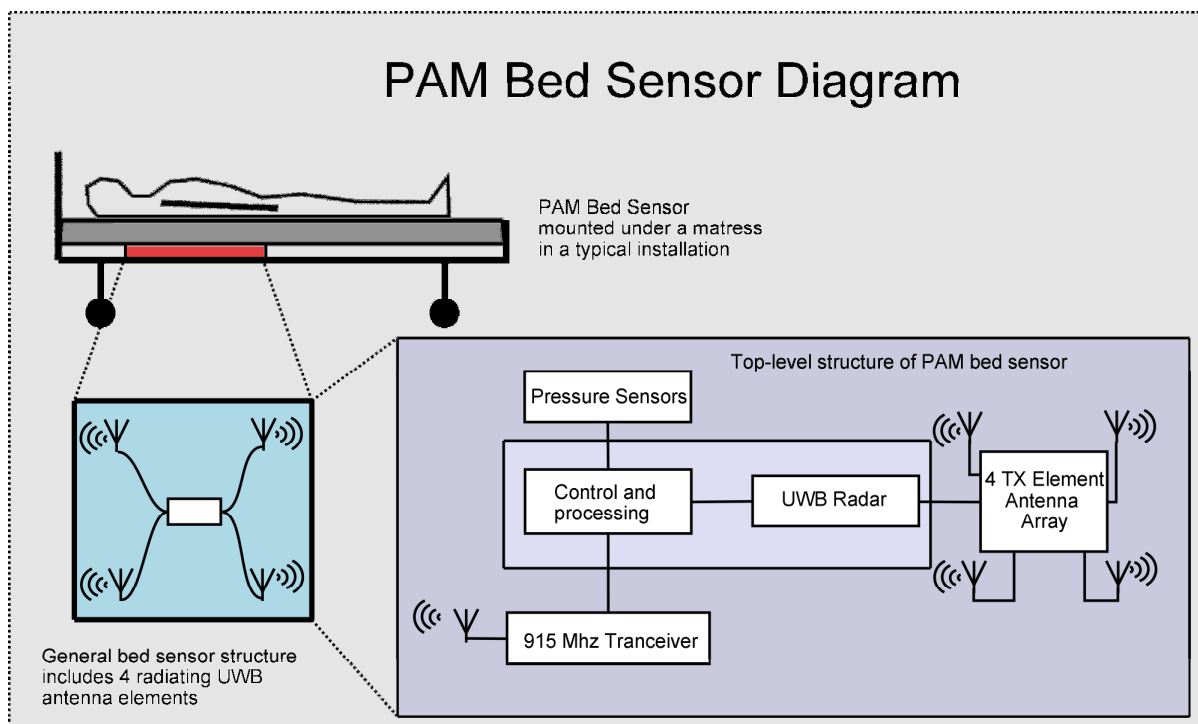 PAM Bed Sensor Diagram
PAM Bed Sensor
mounted under a matress
in a typical installation
Top-level structure of PAM bed sensor
Pressure Sensors
Control and
processing
UWB Radar
4 TX Element
Antenna
Array
915 Mhz Tranceiver
General bed sensor structure
includes 4 radiating UWB
antenna elements